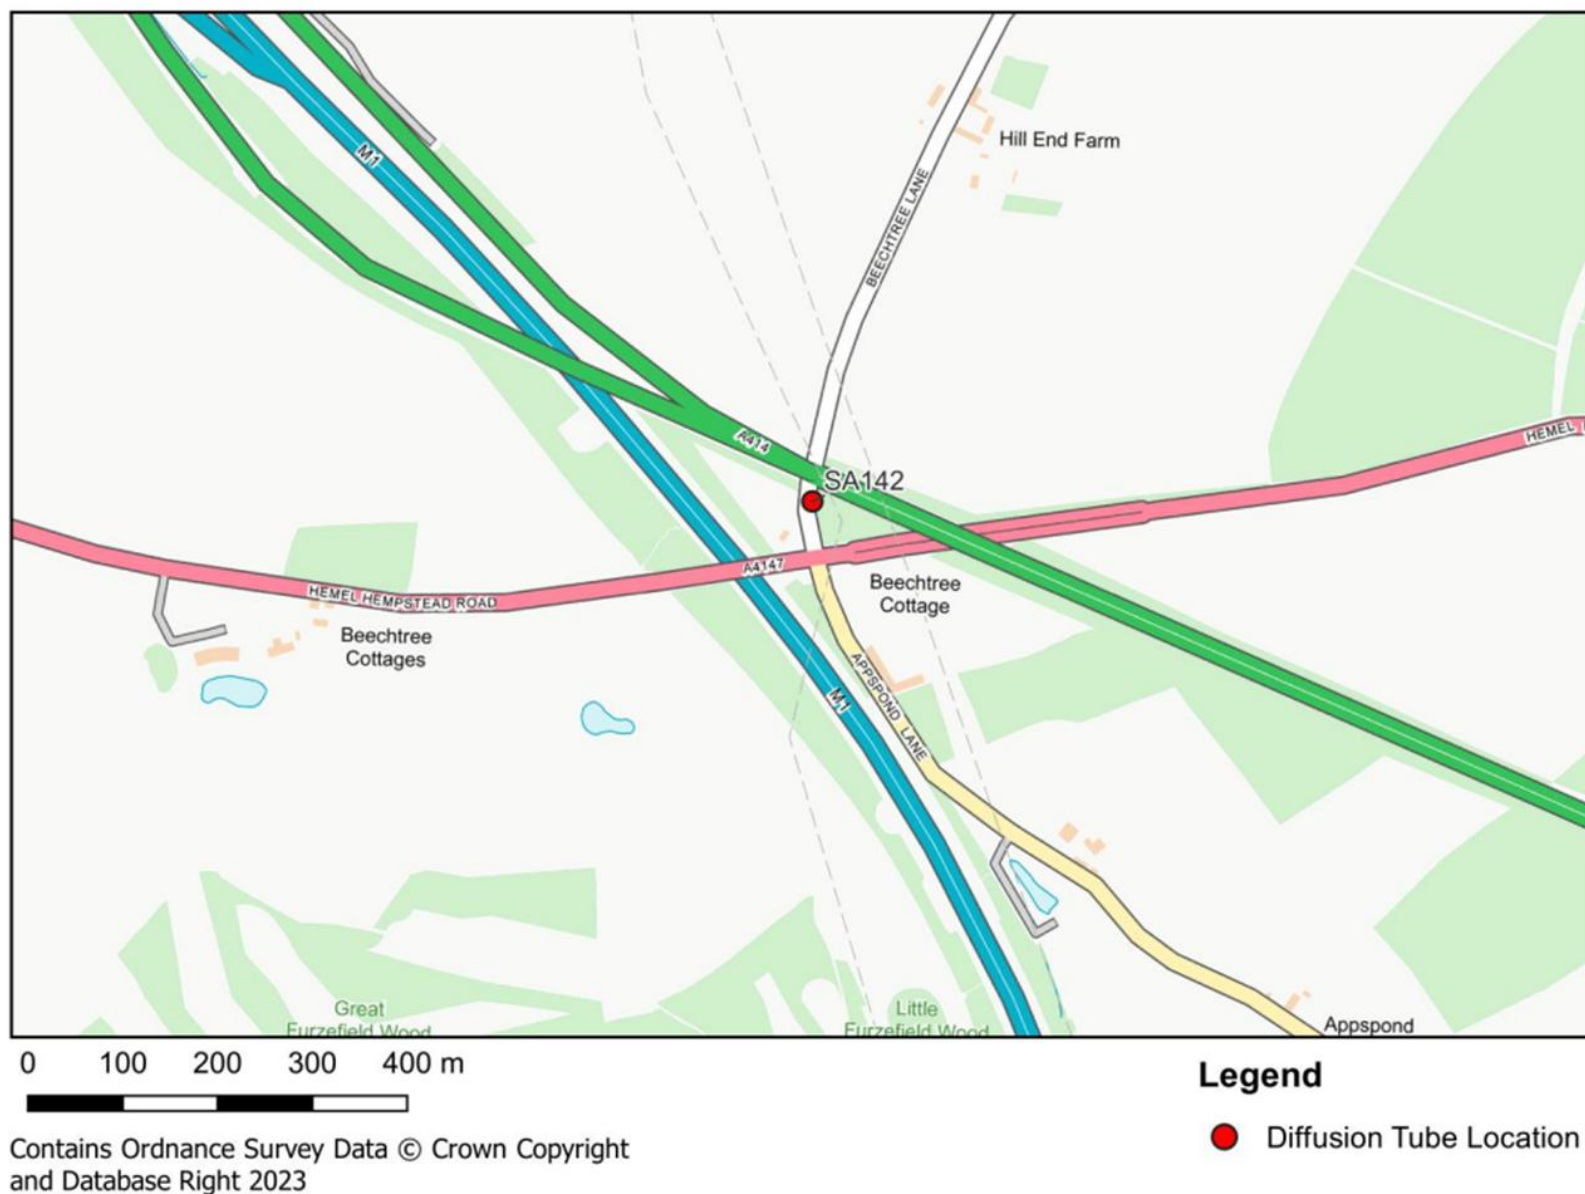 M1
Hill End Farm
BEECHTREE LANE
HEMEL
A414
SA142
A4147
HEMEL HEMPSTEAD ROAD
Beechtree
Cottage
Beechtree
Cottages
APPSPOND LANE
M1
Great
Furzefield Wood
Little
Furzefield Wood
Appspond
0 100 200 300 400 m
Legend
Diffusion Tube Location
Contains Ordnance Survey Data © Crown Copyright
and Database Right 2023